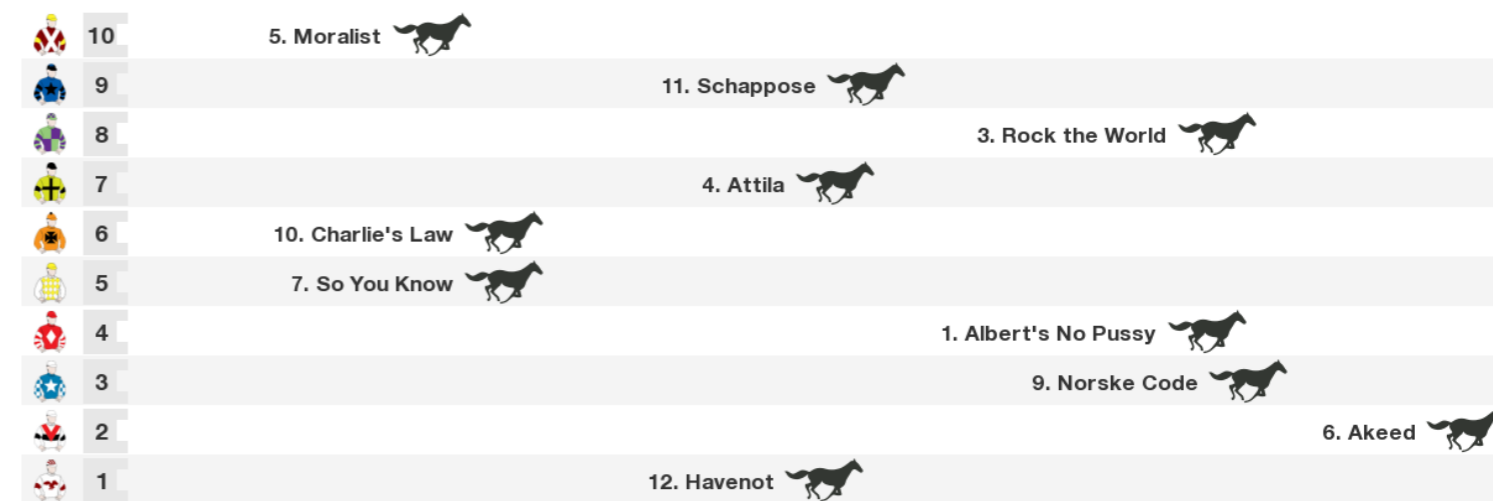 10 5. Moralist
9 11. Schappose
8 3. Rock the World
7 4. Attila
6 10. Charlie's Law
5 7. So You Know
4 1. Albert's No Pussy
3 9. Norske Code
2 6. Akeed
1 12. Havenot